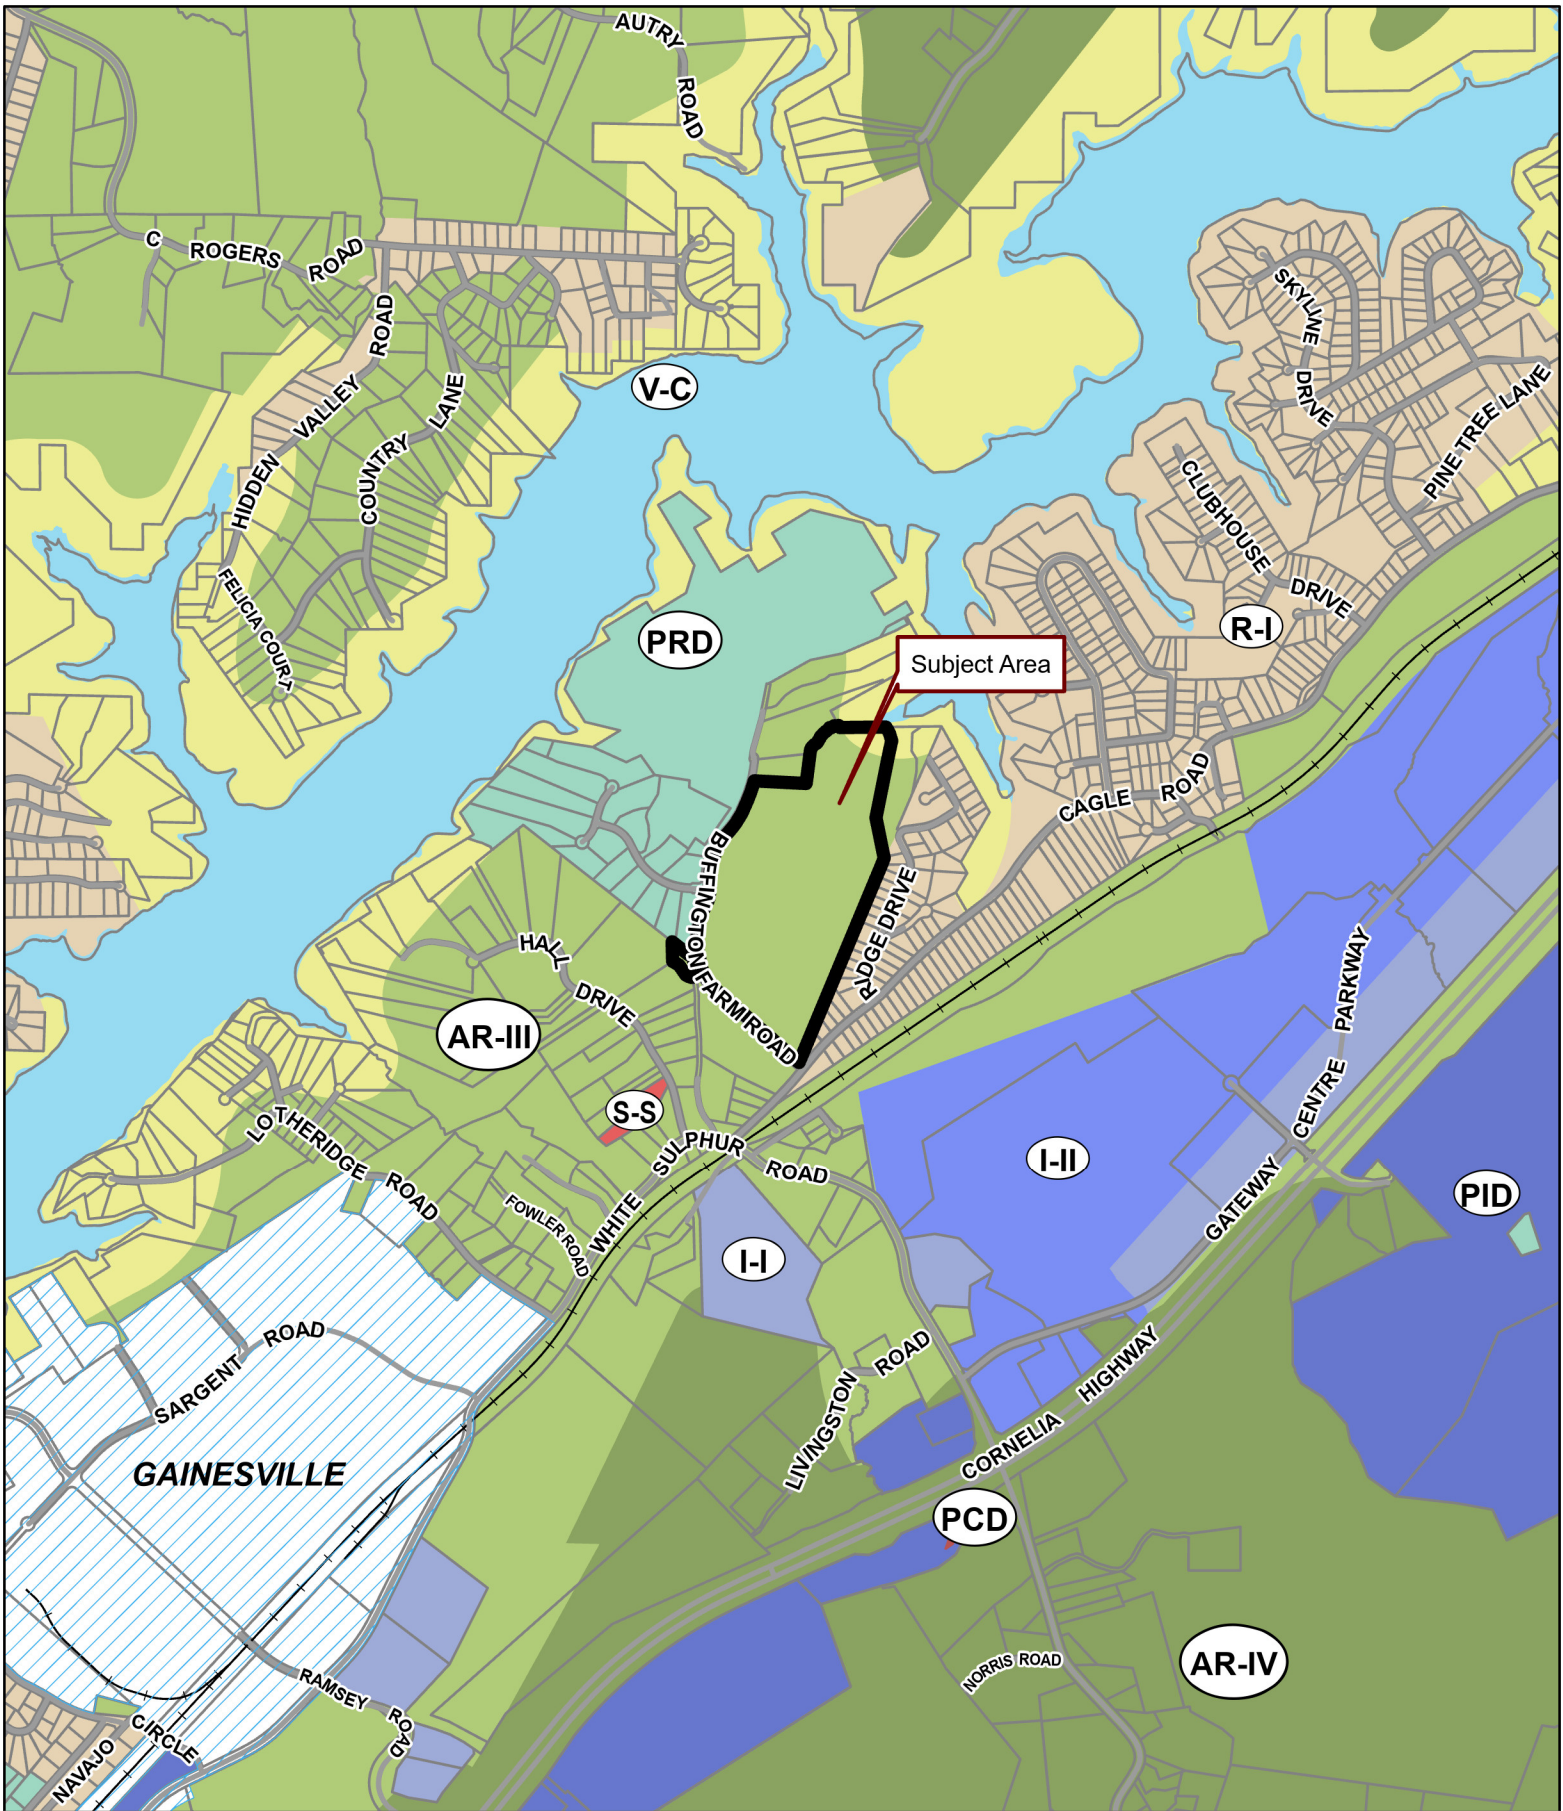 AUTRY ROAD
C ROGERS ROAD
HIDDEN VALLEY ROAD
COUNTRY LANE
FELICIA COURT
V-C
SKYLINE DRIVE
PINE TREE LANE
CLUBHOUSE DRIVE
R-I
PRD
Subject Area
CAGLE ROAD
BUFFINGTON FARM ROAD
RIDGE DRIVE
HALL DRIVE
AR-III
S-S
LOTHERIDGE ROAD
WHITE SULPHUR ROAD
FOWLER ROAD
I-I
I-II
CENTRE PARKWAY
GATEWAY
PID
SARGENT ROAD
GAINESVILLE
LIVINGSTON ROAD
CORNELIA HIGHWAY
PCD
NORRIS ROAD
AR-IV
RAMSEY ROAD
NAVAJO CIRCLE